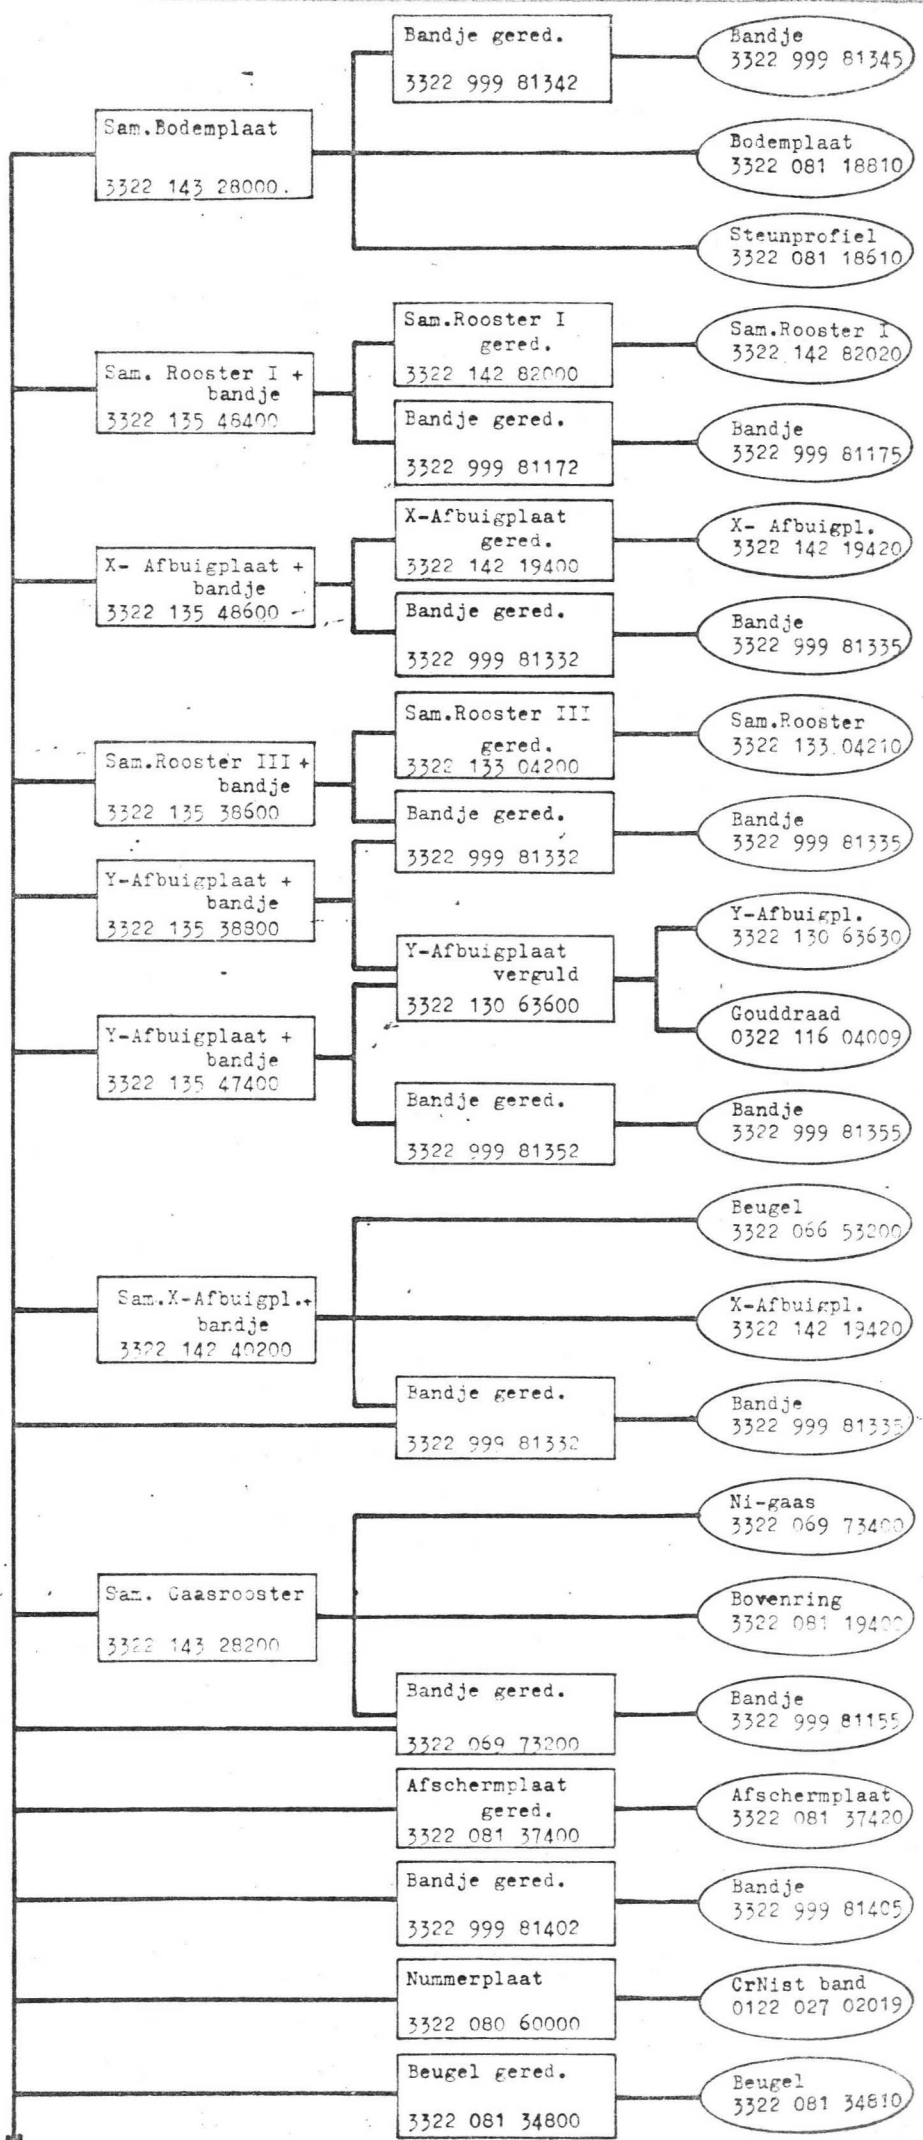 Bandje gered.
3322 999 81342
Bandje
3322 999 81345
Sam.Bodemplaat
3322 143 28000.
Bodemplaat
3322 081 18810
Steunprofiel
3322 081 18610
Sam. Rooster I +
bandje
3322 135 48400
Sam.Rooster I
gered.
3322 142 82000
Sam.Rooster I
3322 142 82020
Bandje gered.
3322 999 81172
Bandje
3322 999 81175
X- Afbuigplaat +
bandje
3322 135 48600
X-Afbuigplaat
gered.
3322 142 19400
X- Afbuigpl.
3322 142 19420
Bandje gered.
3322 999 81332
Bandje
3322 999 81335
Sam.Rooster III +
bandje
3322 135 38600
Sam.Rooster III
gered.
3322 133 04200
Sam.Rooster
3322 133 04210
Bandje gered.
3322 999 81332
Bandje
3322 999 81335
Y-Afbuigplaat +
bandje
3322 135 38800
Y-Afbuigplaat
verguld
3322 130 63600
Y-Afbuigpl.
3322 130 63630
Gouddraad
0322 116 04009
Y-Afbuigplaat +
bandje
3322 135 47400
Bandje gered.
3322 999 81352
Bandje
3322 999 81355
Beugel
3322 066 53200
Sam.X-Afbuigpl.+
bandje
3322 142 40200
X-Afbuigpl.
3322 142 19420
Bandje gered.
3322 999 81332
Bandje
3322 999 81335
Ni-gaas
3322 069 73400
Sam. Gaasrooster
3322 143 28200
Bovenring
3322 081 19400
Bandje gered.
3322 069 73200
Bandje
3322 999 81155
Afschermplaat
gered.
3322 081 37400
Afschermplaat
3322 081 37420
Bandje gered.
3322 999 81402
Bandje
3322 999 81405
Nummerplaat
3322 080 60000
CrNist band
0122 027 02019
Beugel gered.
3322 081 34800
Beugel
3322 081 34810